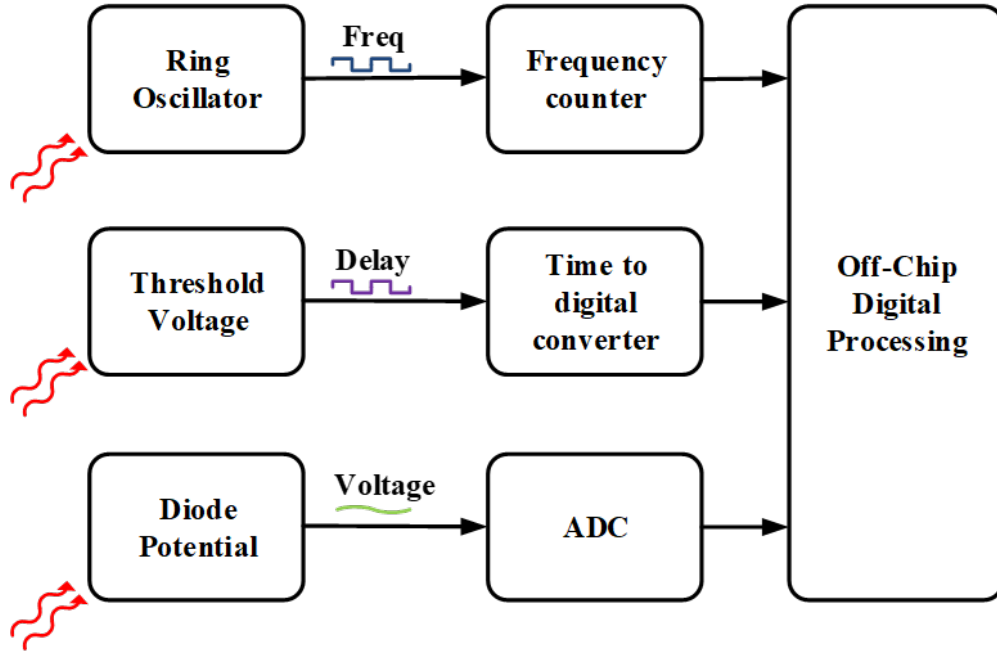 Ring
Oscillator
Freq
Frequency
counter
Threshold
Voltage
Delay
Time to
digital
converter
Diode
Potential
Voltage
ADC
Off-Chip
Digital
Processing